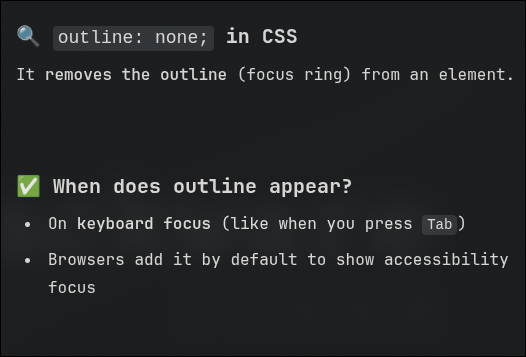 🔍 outline: none; in CSS
It removes the outline (focus ring) from an element.
✅ When does outline appear?
• On keyboard focus (like when you press Tab)
• Browsers add it by default to show accessibility
focus